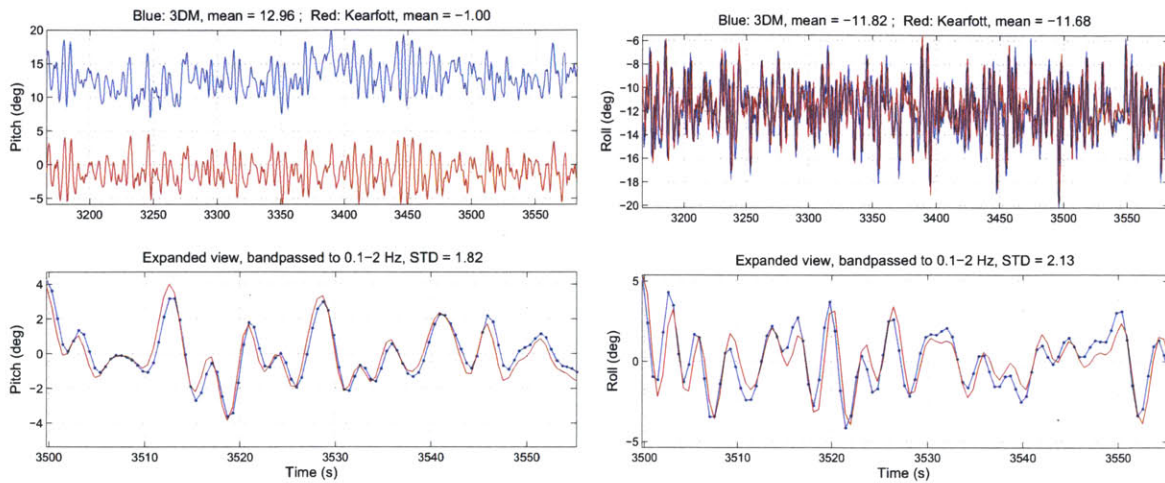 Blue: 3DM, mean = 12.96 ; Red: Kearfott, mean = −1.00
Pitch (deg)
20
15
10
5
0
−5
3200 3250 3300 3350 3400 3450 3500 3550
Blue: 3DM, mean = −11.82 ; Red: Kearfott, mean = −11.68
Roll (deg)
−6
−8
−10
−12
−14
−16
−18
−20
3200 3250 3300 3350 3400 3450 3500 3550
Expanded view, bandpassed to 0.1−2 Hz, STD = 1.82
Pitch (deg)
4
2
0
−2
−4
3500 3510 3520 3530 3540 3550
Time (s)
Expanded view, bandpassed to 0.1−2 Hz, STD = 2.13
Roll (deg)
5
0
−5
3500 3510 3520 3530 3540 3550
Time (s)